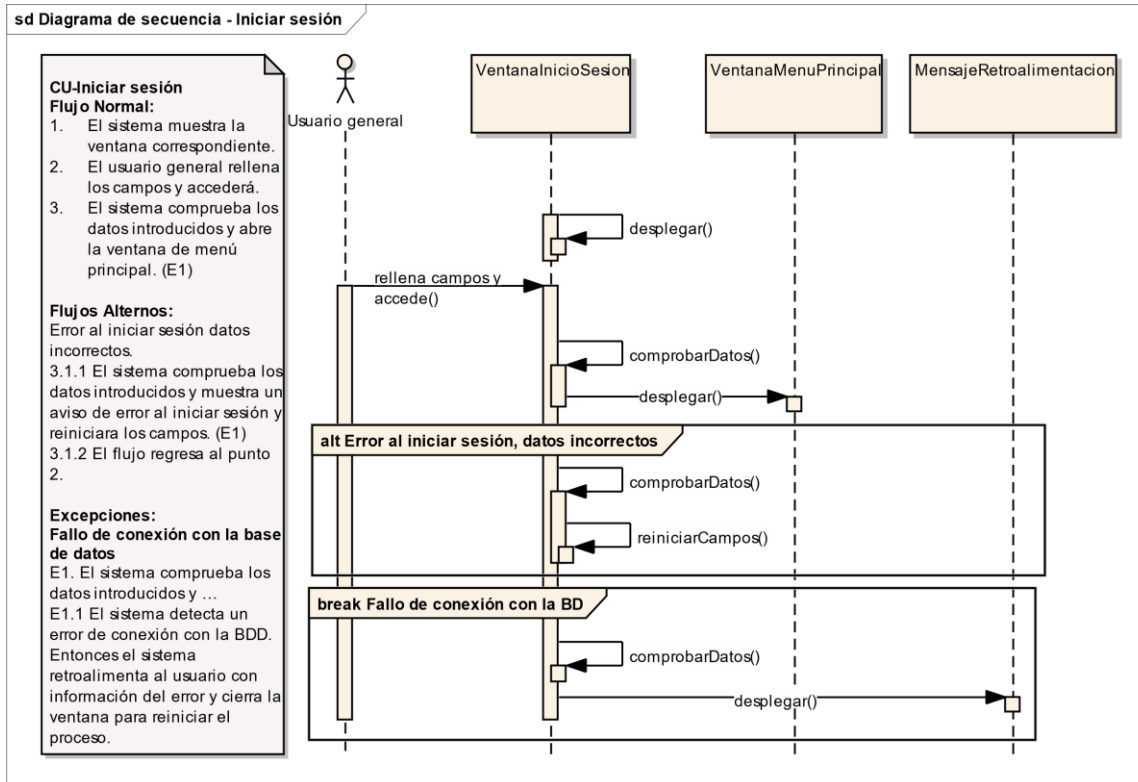 sd Diagrama de secuencia - Iniciar sesión
CU-Iniciar sesión
Flujo Normal:
1. El sistema muestra la
ventana correspondiente.
2. El usuario general rellena
los campos y accederá.
3. El sistema comprueba los
datos introducidos y abre
la ventana de menú
principal. (E1)
Flujos Alternos:
Error al iniciar sesión datos
incorrectos.
3.1.1 El sistema comprueba los
datos introducidos y muestra un
aviso de error al iniciar sesión y
reiniciara los campos. (E1)
3.1.2 El flujo regresa al punto
2.
Excepciones:
Fallo de conexión con la base
de datos
E1. El sistema comprueba los
datos introducidos y ...
E1.1 El sistema detecta un
error de conexión con la BDD.
Entonces el sistema
retroalimenta al usuario con
información del error y cierra la
ventana para reiniciar el
proceso.
Usuario general
VentanaInicioSesion
VentanaMenuPrincipal
MensajeRetroalimentacion
desplegar()
rellena campos y
accede()
comprobarDatos()
desplegar()
alt Error al iniciar sesión, datos incorrectos
comprobarDatos()
reiniciarCampos()
break Fallo de conexión con la BD
comprobarDatos()
desplegar()